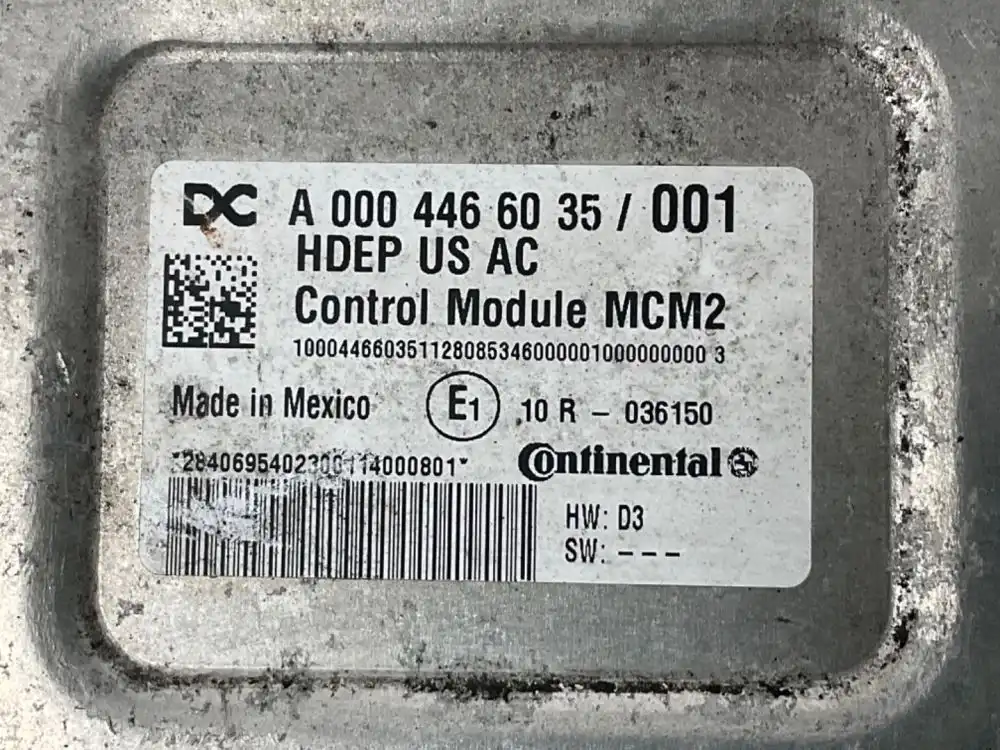 DC A 000 446 60 35 / 001
HDEP US AC
Control Module MCM2
10004466035112808534600000100000000 3
Made in Mexico E1 10 R - 036150
*2840695402300114000801* Continental
HW: D3
SW: ---